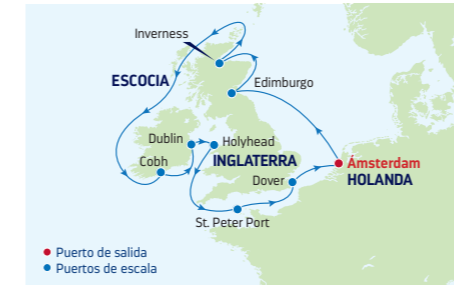 Inverness
ESCOCIA
Edimburgo
Dublin
Holyhead
Cobh
INGLATERRA
Ámsterdam
HOLANDA
Dover
St. Peter Port
Puerto de salida
Puertos de escala